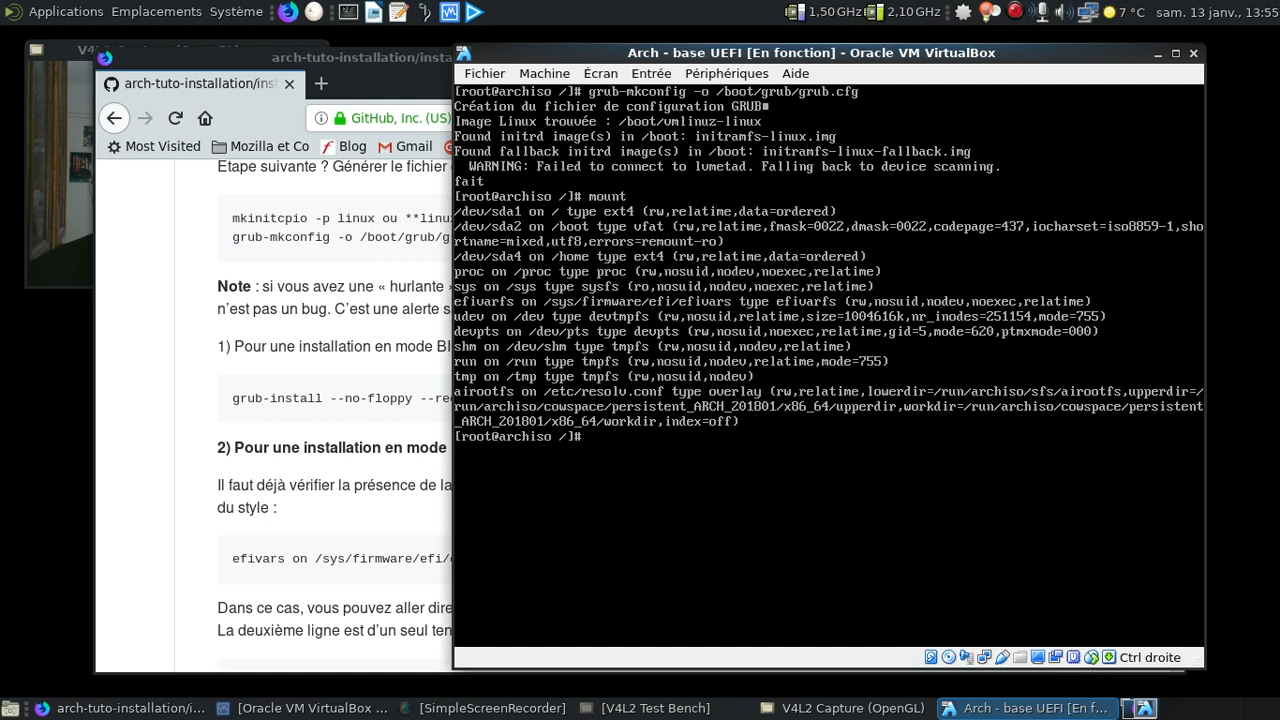 Applications Emplacements Système 1,50 GHz 2,10 GHz 7 °C sam. 13 janv., 13:55
arch-tuto-installation/insta
arch-tuto-installation/inst
GitHub, Inc. (US)
Most Visited Mozilla et Co Blog Gmail
Etape suivante ? Générer le fichier
mkinitcpio -p linux ou **linu
grub-mkconfig -o /boot/grub/g
Note : si vous avez une « hurlante »
n’est pas un bug. C’est une alerte s
1) Pour une installation en mode BI
grub-install --no-floppy --re
2) Pour une installation en mode
Il faut déjà vérifier la présence de la
du style :
efivars on /sys/firmware/efi/
Dans ce cas, vous pouvez aller dire
La deuxième ligne est d’un seul ten
Arch - base UEFI [En fonction] - Oracle VM VirtualBox
Fichier Machine Écran Entrée Périphériques Aide
[root@archiso /]# grub-mkconfig -o /boot/grub/grub.cfg
Création du fichier de configuration GRUB
Image Linux trouvée : /boot/vmlinuz-linux
Found initrd image(s) in /boot: initramfs-linux.img
Found fallback initrd image(s) in /boot: initramfs-linux-fallback.img
WARNING: Failed to connect to lvmetad. Falling back to device scanning.
fait
[root@archiso /]# mount
/dev/sda1 on / type ext4 (rw,relatime,data=ordered)
/dev/sda2 on /boot type vfat (rw,relatime,fmask=0022,dmask=0022,codepage=437,iocharset=iso8859-1,sho
rtname=mixed,utf8,errors=remount-ro)
/dev/sda4 on /home type ext4 (rw,relatime,data=ordered)
proc on /proc type proc (rw,nosuid,nodev,noexec,relatime)
sys on /sys type sysfs (ro,nosuid,nodev,noexec,relatime)
efivarfs on /sys/firmware/efi/efivars type efivarfs (rw,nosuid,nodev,noexec,relatime)
udev on /dev type devtmpfs (rw,nosuid,relatime,size=1004616k,nr_inodes=251154,mode=755)
devpts on /dev/pts type devpts (rw,nosuid,noexec,relatime,gid=5,mode=620,ptmxmode=000)
shm on /dev/shm type tmpfs (rw,nosuid,nodev,relatime)
run on /run type tmpfs (rw,nosuid,nodev,relatime,mode=755)
tmp on /tmp type tmpfs (rw,nosuid,nodev)
airootfs on /etc/resolv.conf type overlay (rw,relatime,lowerdir=/run/archiso/sfs/airootfs,upperdir=/
run/archiso/cowspace/persistent_ARCH_201801/x86_64/upperdir,workdir=/run/archiso/cowspace/persistent
_ARCH_201801/x86_64/workdir,index=off)
[root@archiso /]#
Ctrl droite
arch-tuto-installation/i... [Oracle VM VirtualBox ... [SimpleScreenRecorder] [V4L2 Test Bench] V4L2 Capture (OpenGL) Arch - base UEFI [En f...